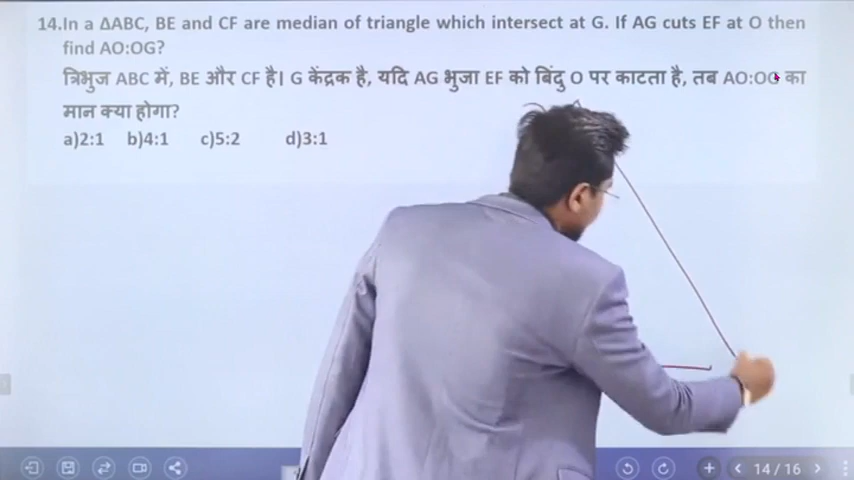 14.In a ΔABC, BE and CF are median of triangle which intersect at G. If AG cuts EF at O then
find AO:OG?
त्रिभुज ABC में, BE और CF है। G केंद्रक है, यदि AG भुजा EF को बिंदु O पर काटता है, तब AO:OG का
मान क्या होगा?
a)2:1 b)4:1 c)5:2 d)3:1
14 / 16